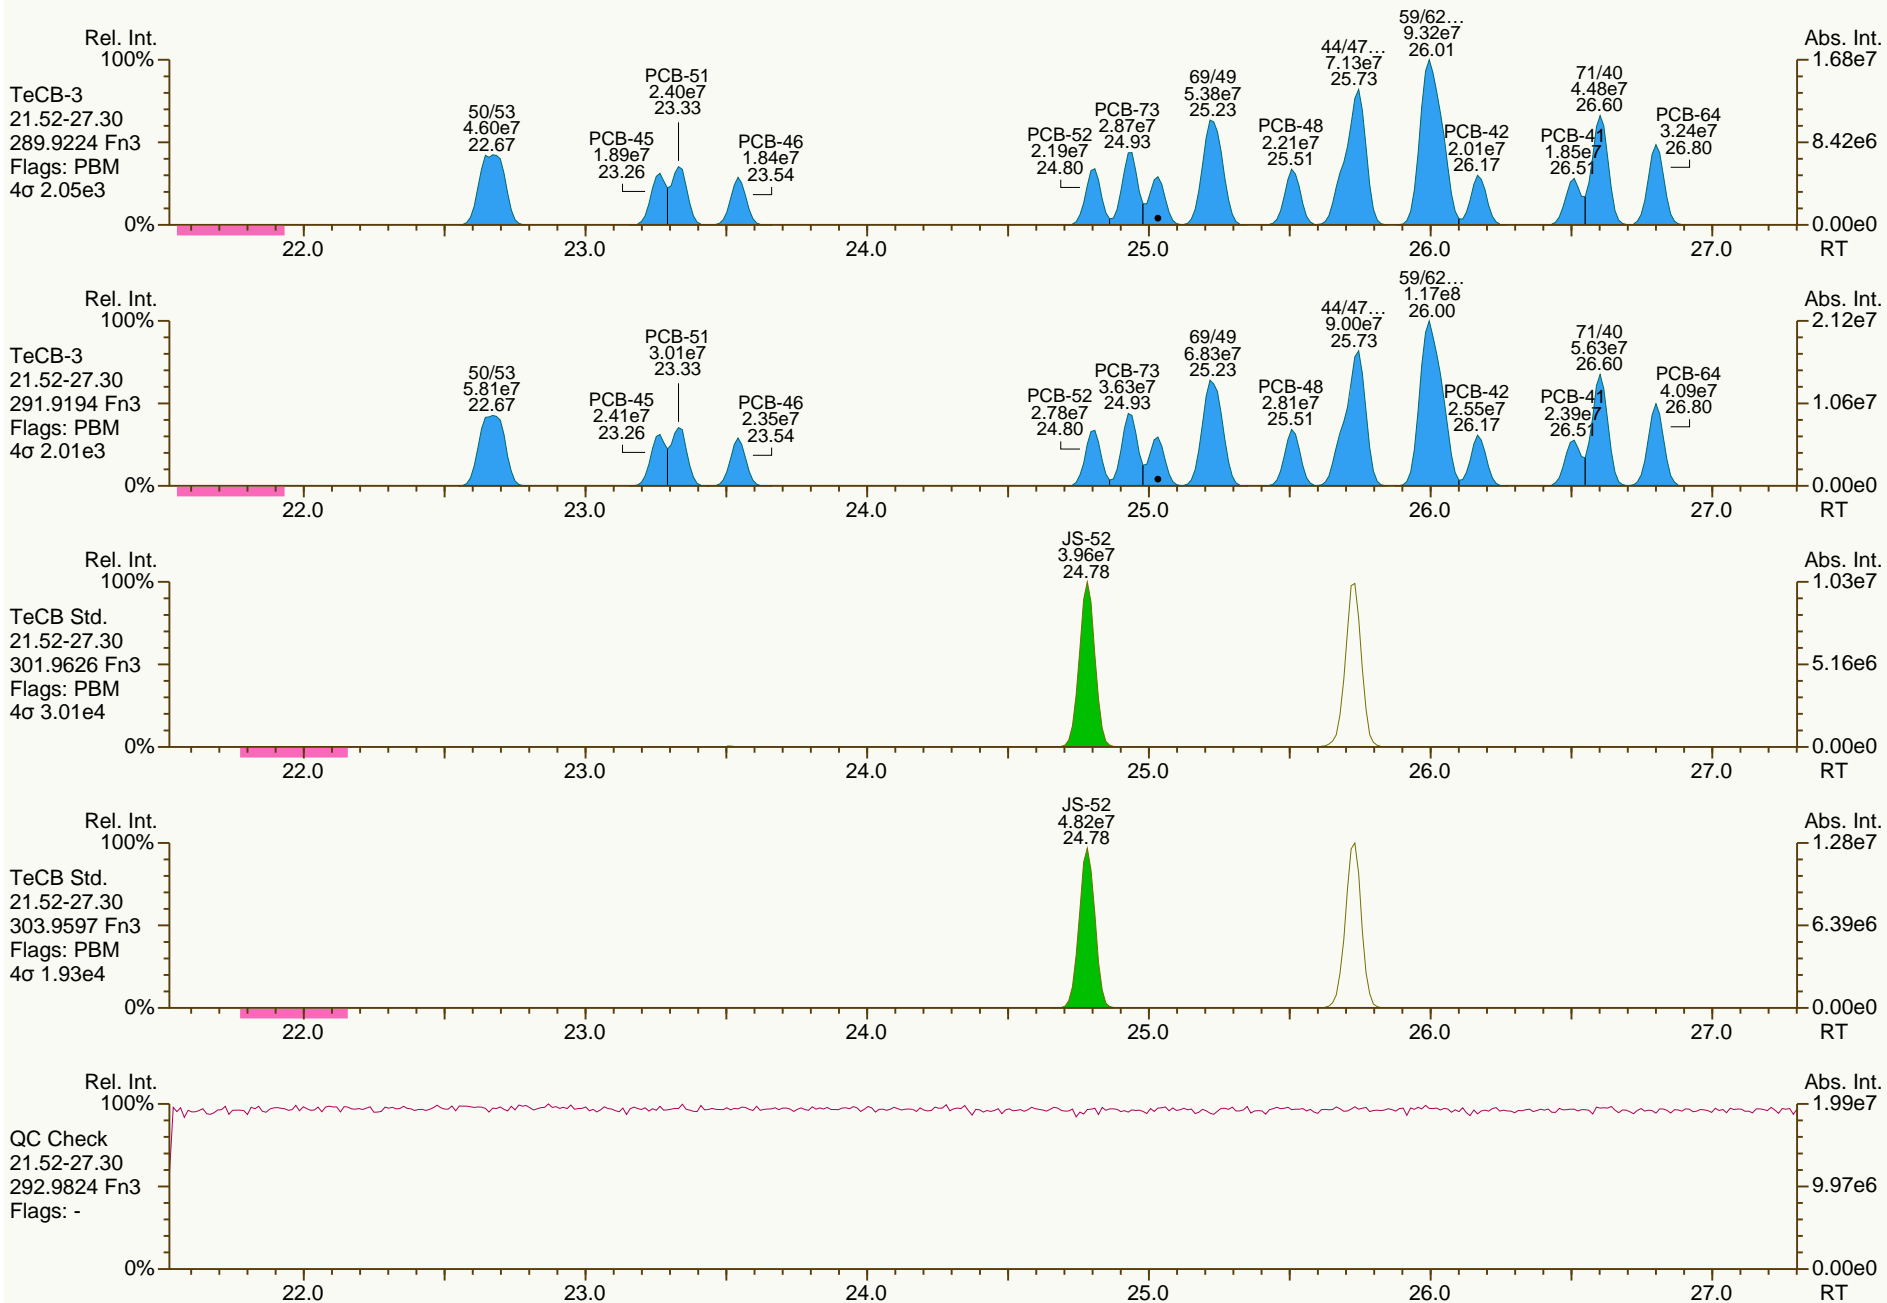 Rel. Int.
100%
0%
TeCB-3
21.52-27.30
289.9224 Fn3
Flags: PBM
4σ 2.05e3
50/53
4.60e7
22.67
PCB-45
1.89e7
23.26
PCB-51
2.40e7
23.33
PCB-46
1.84e7
23.54
PCB-52
2.19e7
24.80
PCB-73
2.87e7
24.93
69/49
5.38e7
25.23
PCB-48
2.21e7
25.51
44/47...
7.13e7
25.73
59/62...
9.32e7
26.01
PCB-42
2.01e7
26.17
PCB-41
1.85e7
26.51
71/40
4.48e7
26.60
PCB-64
3.24e7
26.80
Abs. Int.
1.68e7
8.42e6
0.00e0
22.0 23.0 24.0 25.0 26.0 27.0 RT
Rel. Int.
100%
0%
TeCB-3
21.52-27.30
291.9194 Fn3
Flags: PBM
4σ 2.01e3
50/53
5.81e7
22.67
PCB-45
2.41e7
23.26
PCB-51
3.01e7
23.33
PCB-46
2.35e7
23.54
PCB-52
2.78e7
24.80
PCB-73
3.63e7
24.93
69/49
6.83e7
25.23
PCB-48
2.81e7
25.51
44/47...
9.00e7
25.73
59/62...
1.17e8
26.00
PCB-42
2.55e7
26.17
PCB-41
2.39e7
26.51
71/40
5.63e7
26.60
PCB-64
4.09e7
26.80
Abs. Int.
2.12e7
1.06e7
0.00e0
22.0 23.0 24.0 25.0 26.0 27.0 RT
Rel. Int.
100%
0%
TeCB Std.
21.52-27.30
301.9626 Fn3
Flags: PBM
4σ 3.01e4
JS-52
3.96e7
24.78
Abs. Int.
1.03e7
5.16e6
0.00e0
22.0 23.0 24.0 25.0 26.0 27.0 RT
Rel. Int.
100%
0%
TeCB Std.
21.52-27.30
303.9597 Fn3
Flags: PBM
4σ 1.93e4
JS-52
4.82e7
24.78
Abs. Int.
1.28e7
6.39e6
0.00e0
22.0 23.0 24.0 25.0 26.0 27.0 RT
Rel. Int.
100%
0%
QC Check
21.52-27.30
292.9824 Fn3
Flags: -
Abs. Int.
1.99e7
9.97e6
0.00e0
22.0 23.0 24.0 25.0 26.0 27.0 RT